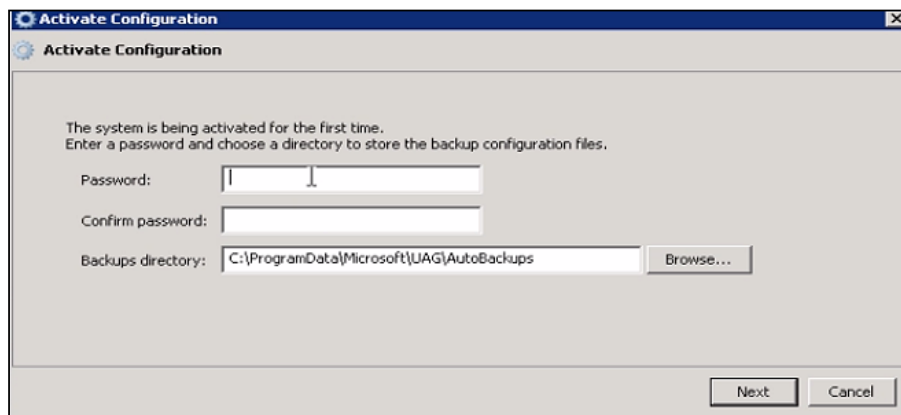 Activate Configuration
Activate Configuration
The system is being activated for the first time.
Enter a password and choose a directory to store the backup configuration files.
Password:
Confirm password:
Backups directory: C:\ProgramData\Microsoft\UAG\AutoBackups Browse...
Next Cancel